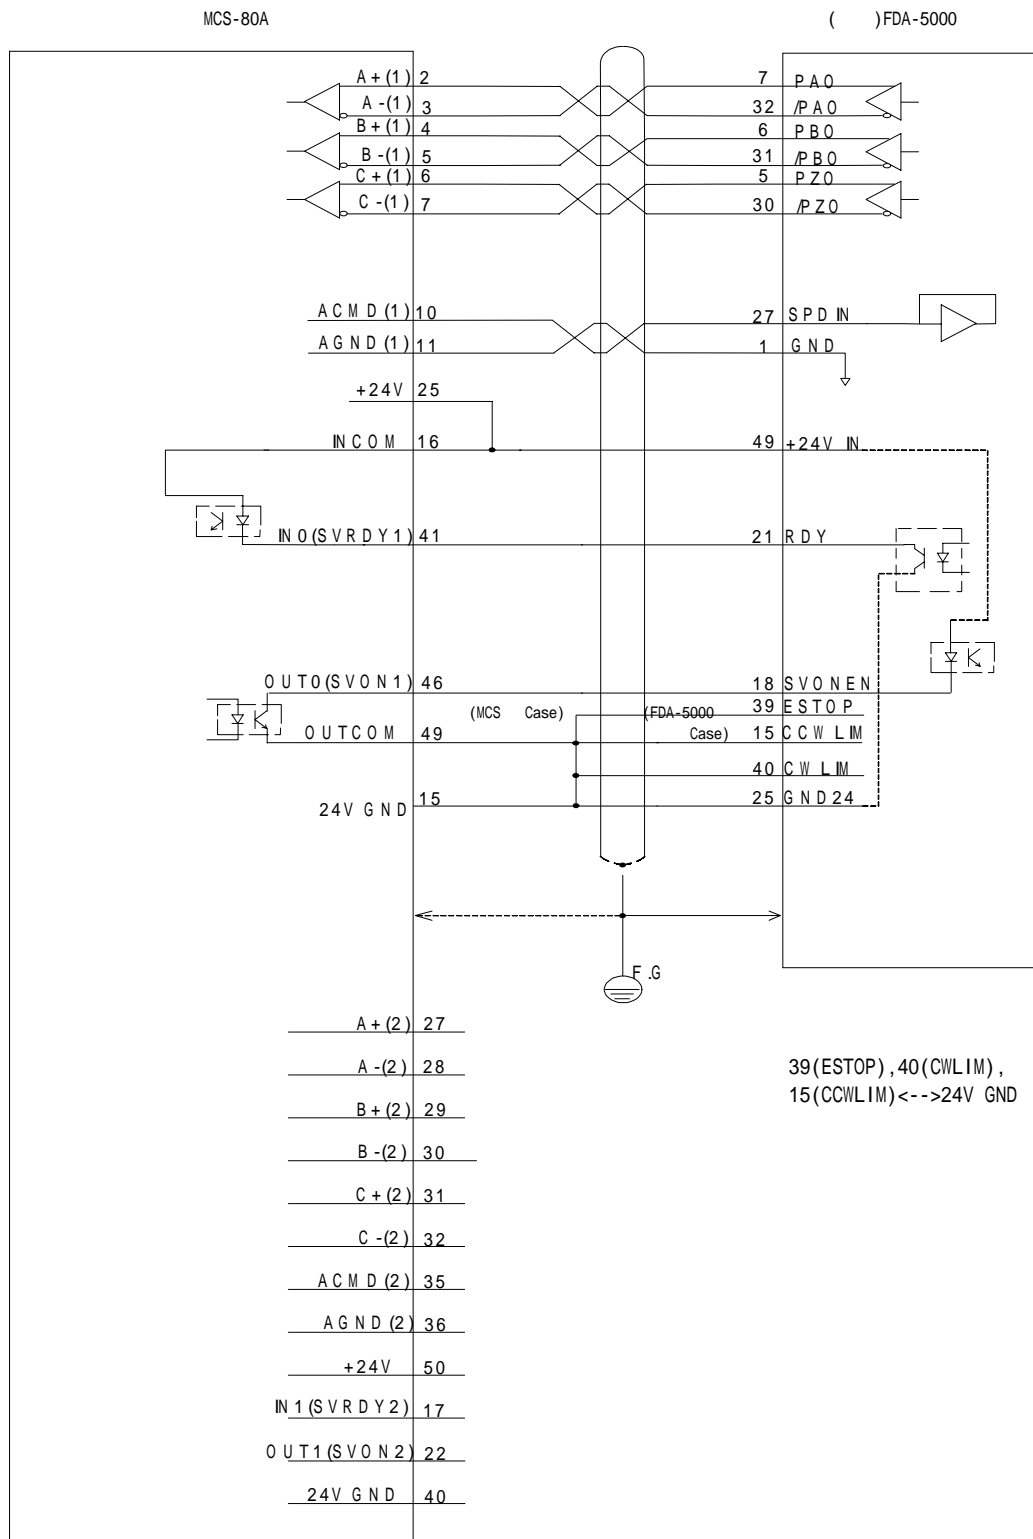 MCS-80A ( )FDA-5000
A+(1) 2 7 PAO
A-(1) 3 32 /PAO
B+(1) 4 6 PBO
B-(1) 5 31 /PBO
C+(1) 6 5 PZO
C-(1) 7 30 /PZO
ACMD(1) 10 27 SPDIN
AGND(1) 11 1 GND
+24V 25
INCOM 16 49 +24V IN
IN0(SVRDY1) 41 21 RDY
OUT0(SVON1) 46 18 SVONEN
(MCS Case) (FDA-5000 39 ESTOP
OUTCOM 49 Case) 15 CCWLIM
40 CWLIM
24V GND 15 25 GND24
F.G
A+(2) 27
A-(2) 28
B+(2) 29
B-(2) 30
C+(2) 31
C-(2) 32
ACMD(2) 35
AGND(2) 36
+24V 50
IN1(SVRDY2) 17
OUT1(SVON2) 22
24V GND 40
39(ESTOP),40(CWLIM),
15(CCWLIM)<-->24V GND